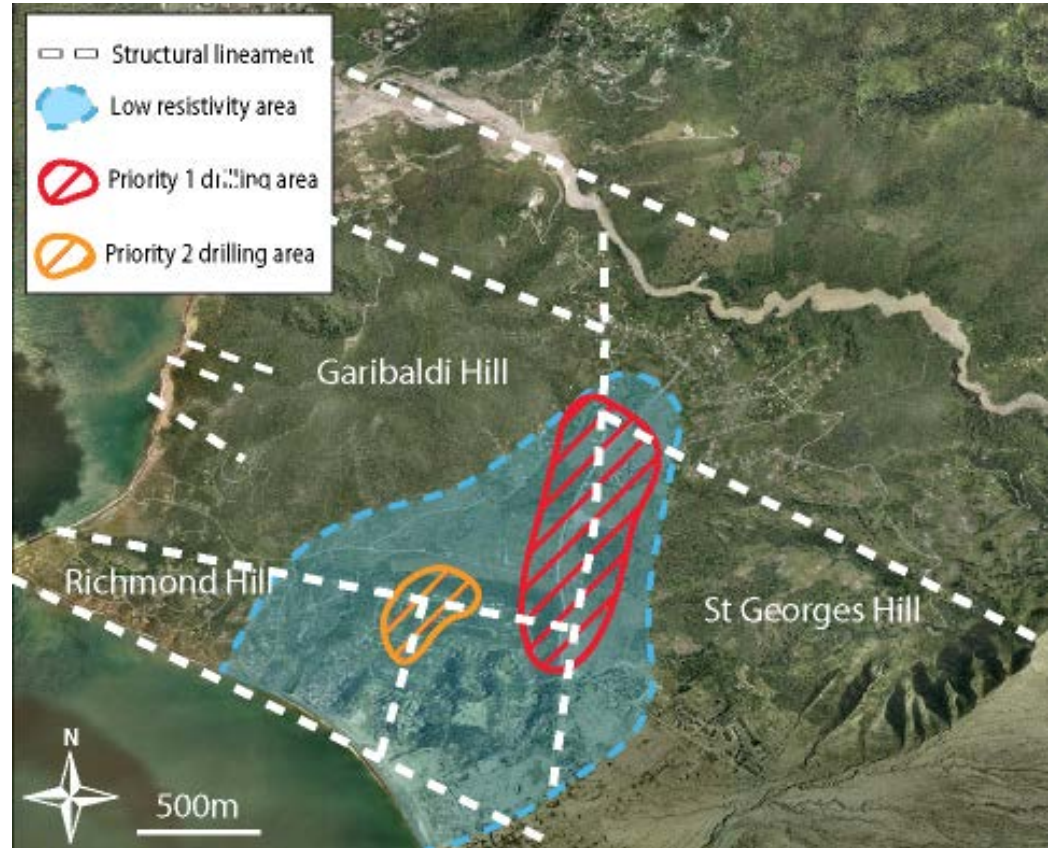 Structural lineament
Low resistivity area
Priority 1 drilling area
Priority 2 drilling area
Garibaldi Hill
Richmond Hill
St Georges Hill
N
500m